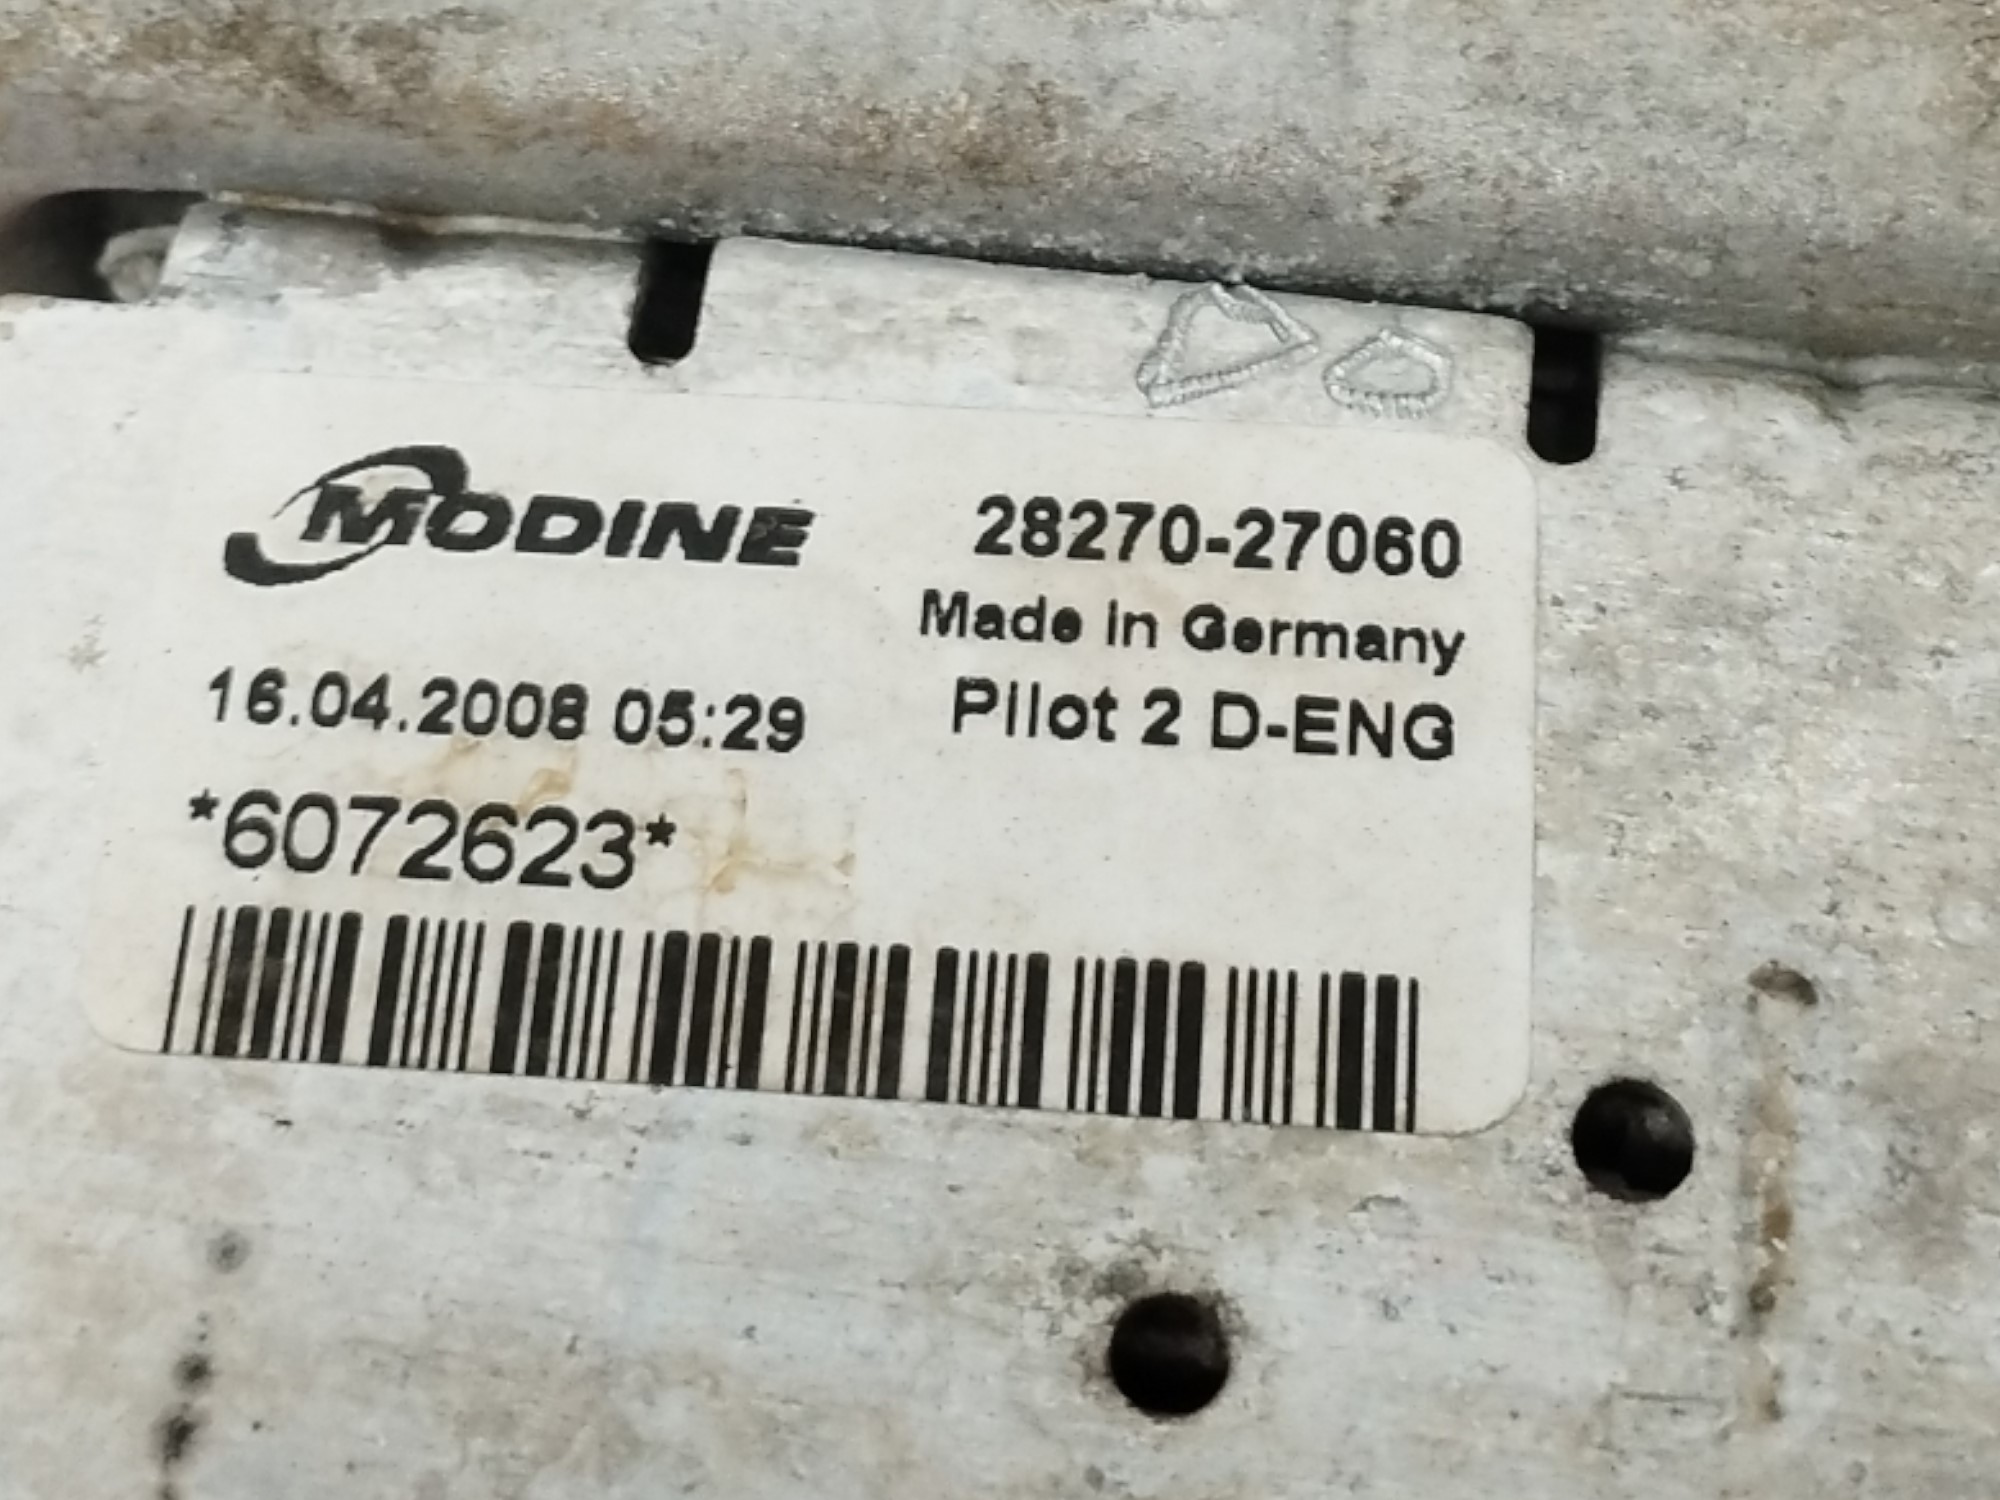 MODINE
28270-27060
Made in Germany
16.04.2008 05:29
Pilot 2 D-ENG
*6072623*